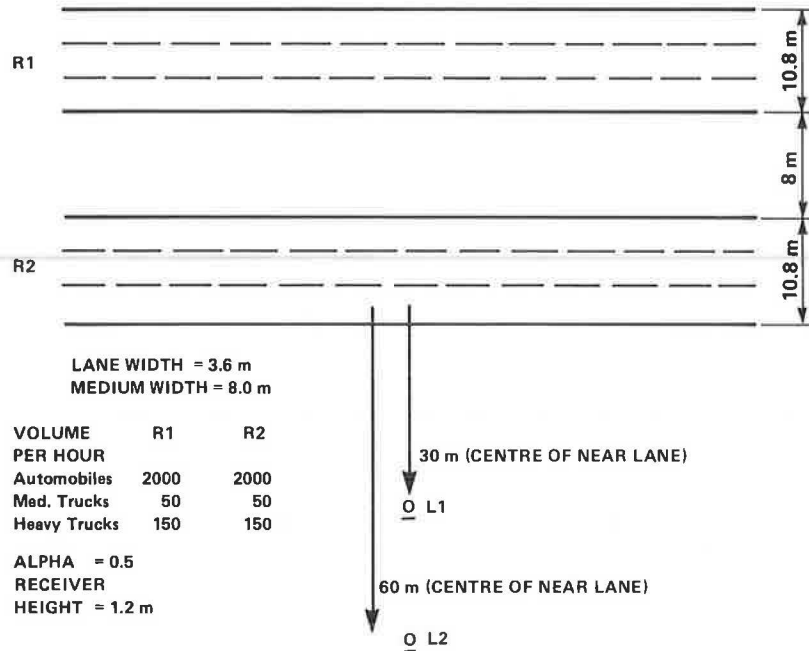 R1
10.8 m
8 m
R2
10.8 m
LANE WIDTH = 3.6 m
MEDIUM WIDTH = 8.0 m
VOLUME R1 R2
PER HOUR
Automobiles 2000 2000
Med. Trucks 50 50
Heavy Trucks 150 150
ALPHA = 0.5
RECEIVER
HEIGHT = 1.2 m
30 m (CENTRE OF NEAR LANE)
O L1
60 m (CENTRE OF NEAR LANE)
O L2